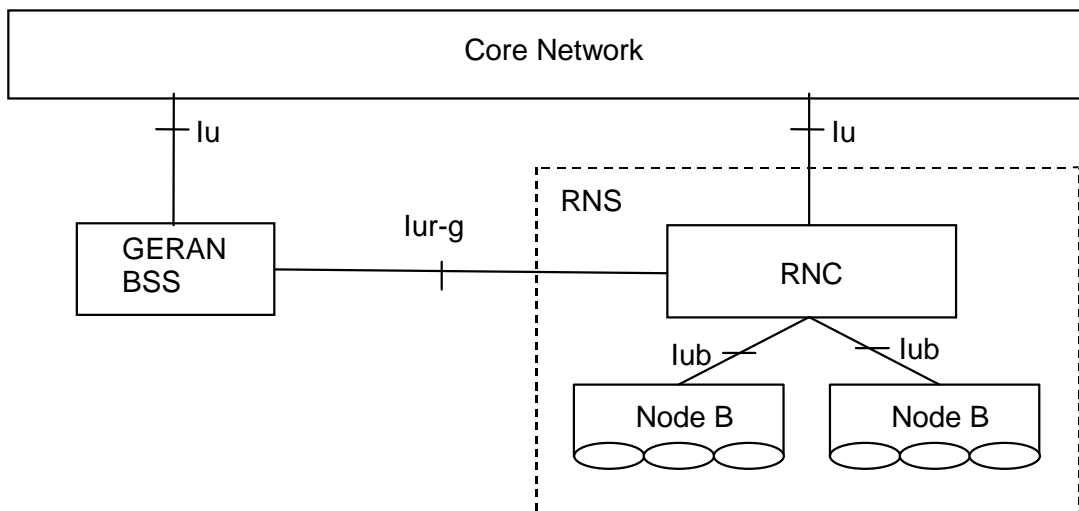 Core Network
Iu
Iu
RNS
Iur-g
GERAN
BSS
RNC
Iub
Iub
Node B
Node B